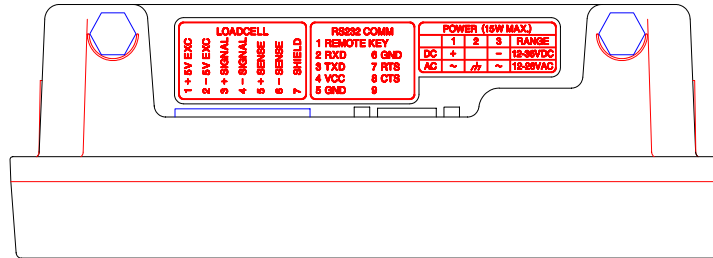 LOADCELL
1 + 5V EXC
2 - 5V EXC
3 + SIGNAL
4 - SIGNAL
5 + SENSE
6 - SENSE
7 SHIELD
RS232 COMM
1 REMOTE KEY
2 RXD 6 GND
3 TXD 7 RTS
4 VCC 8 CTS
5 GND 9
POWER (15W MAX.)
1 2 3 RANGE
DC + - 12-36VDC
AC ~ ~ 12-28VAC